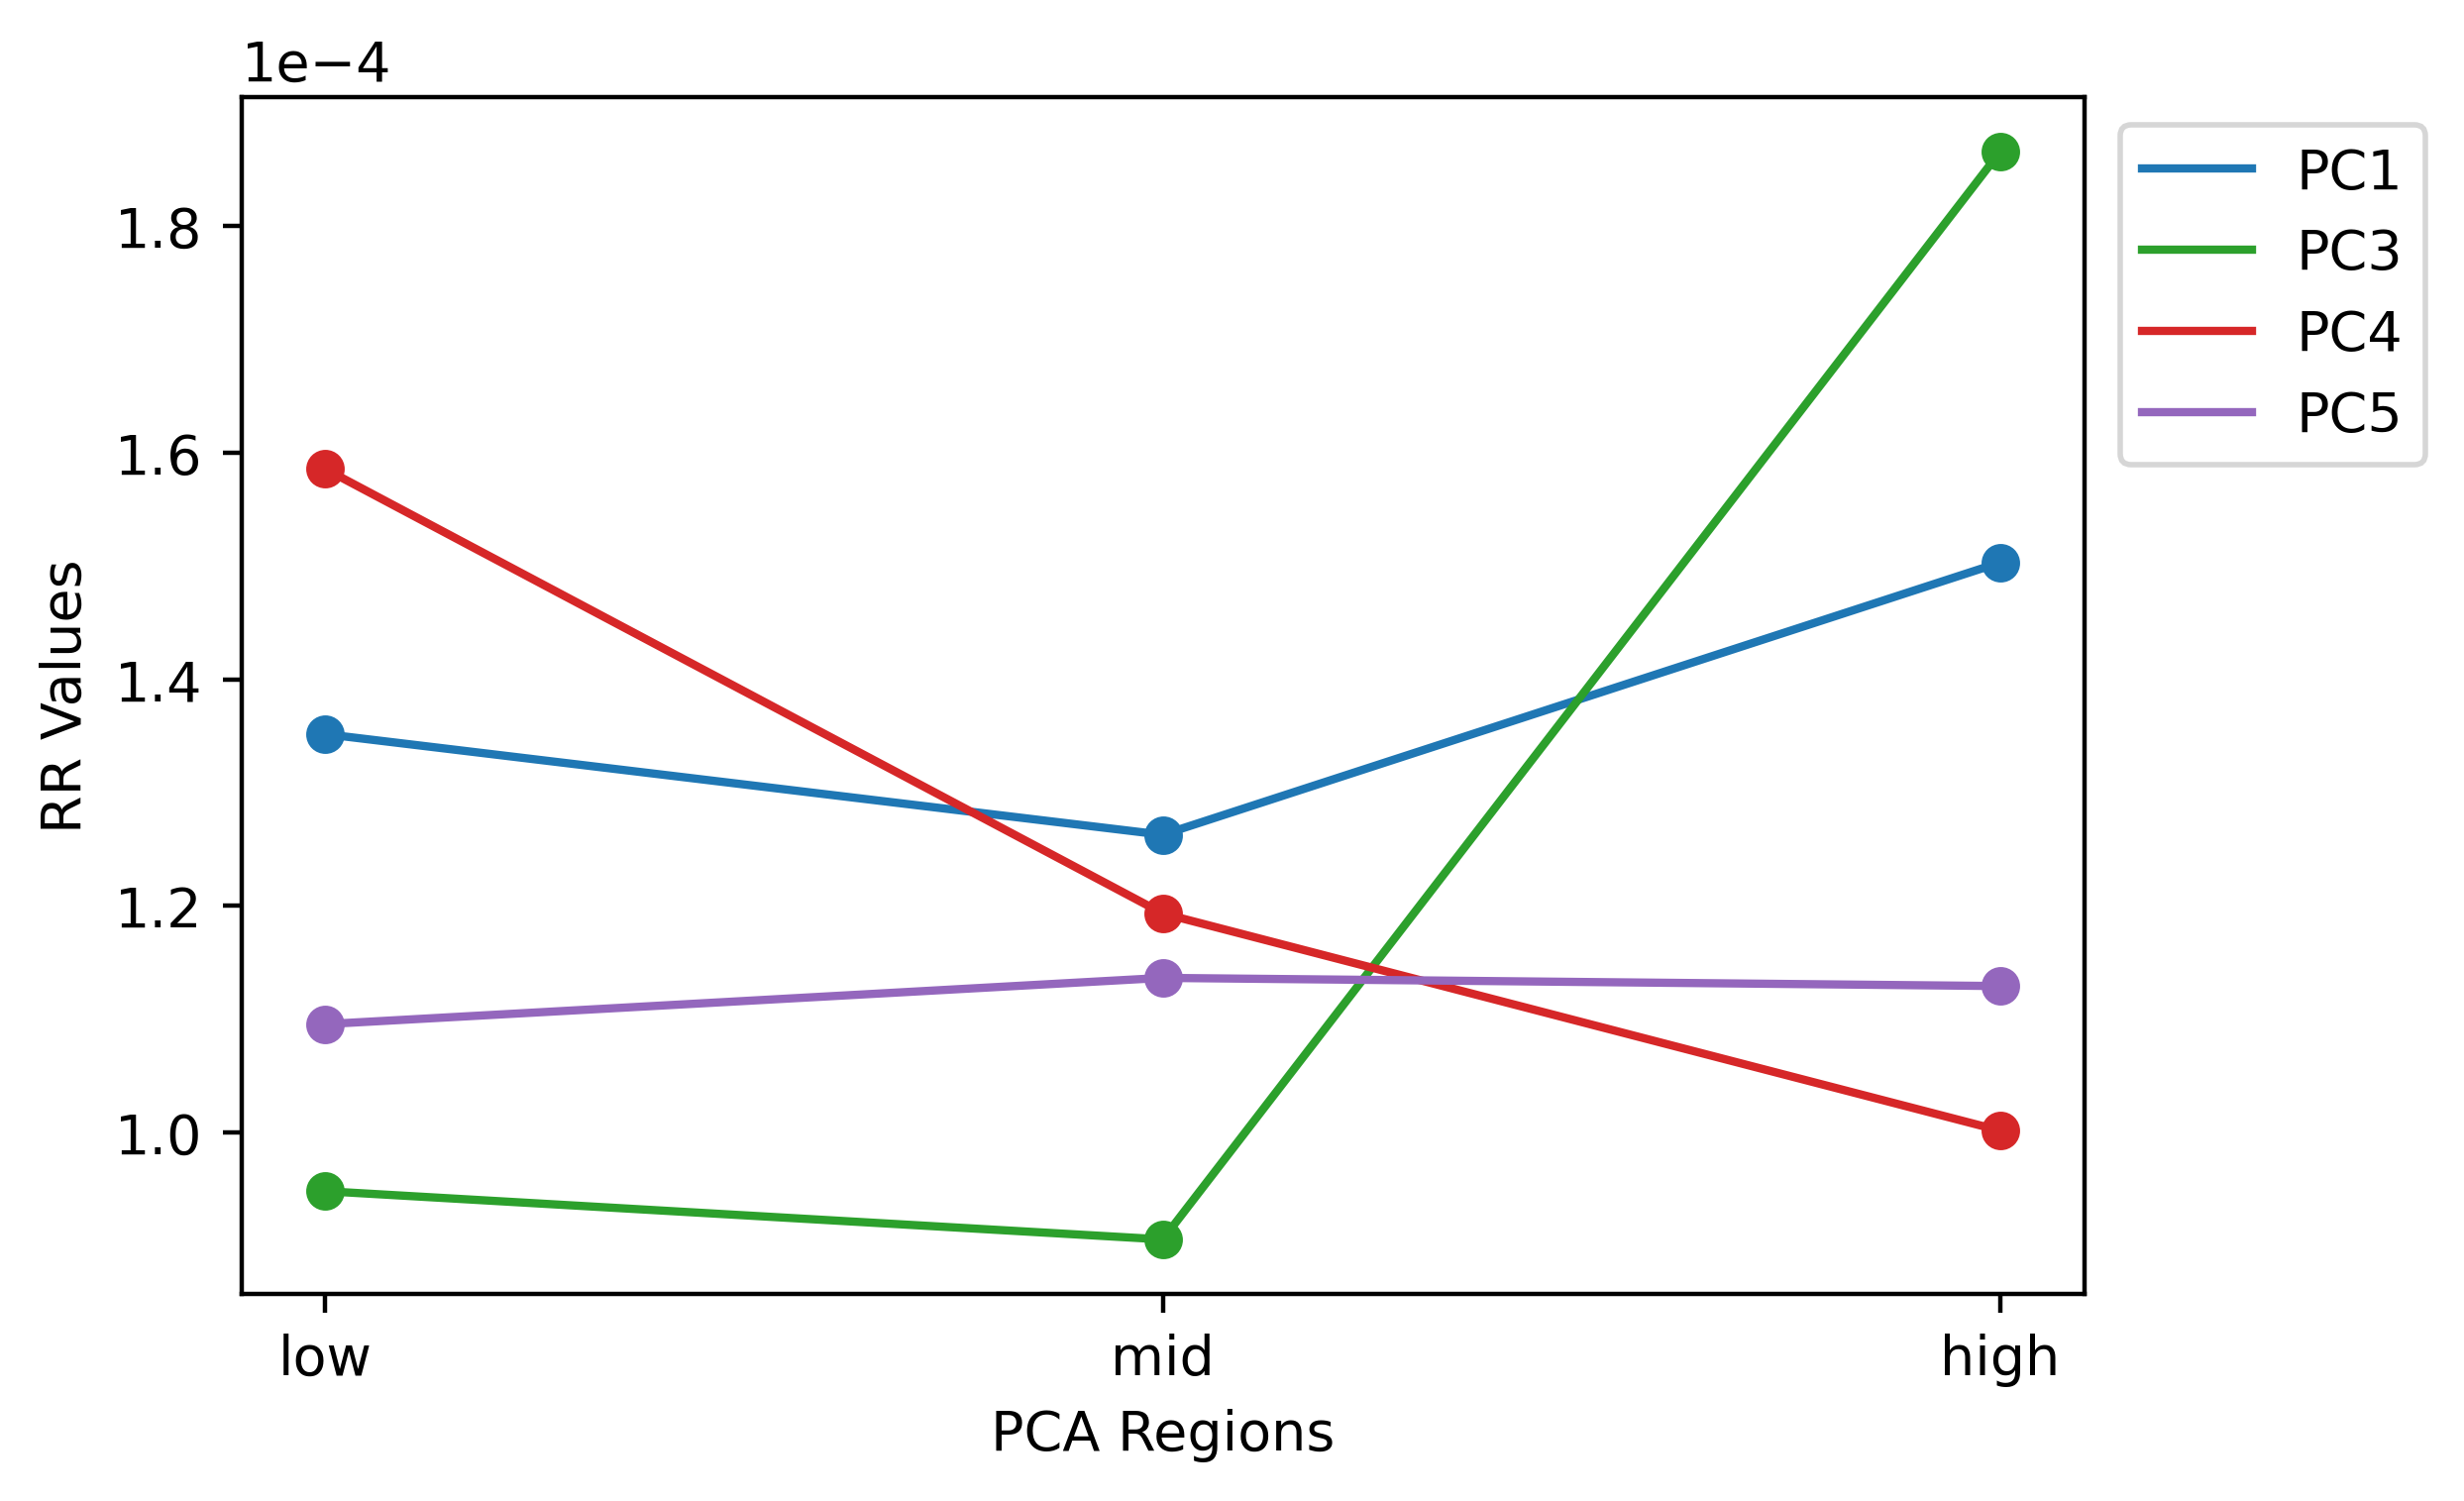 1e−4
1.8
1.6
1.4
1.2
1.0
RR Values
low
mid
high
PCA Regions
PC1
PC3
PC4
PC5